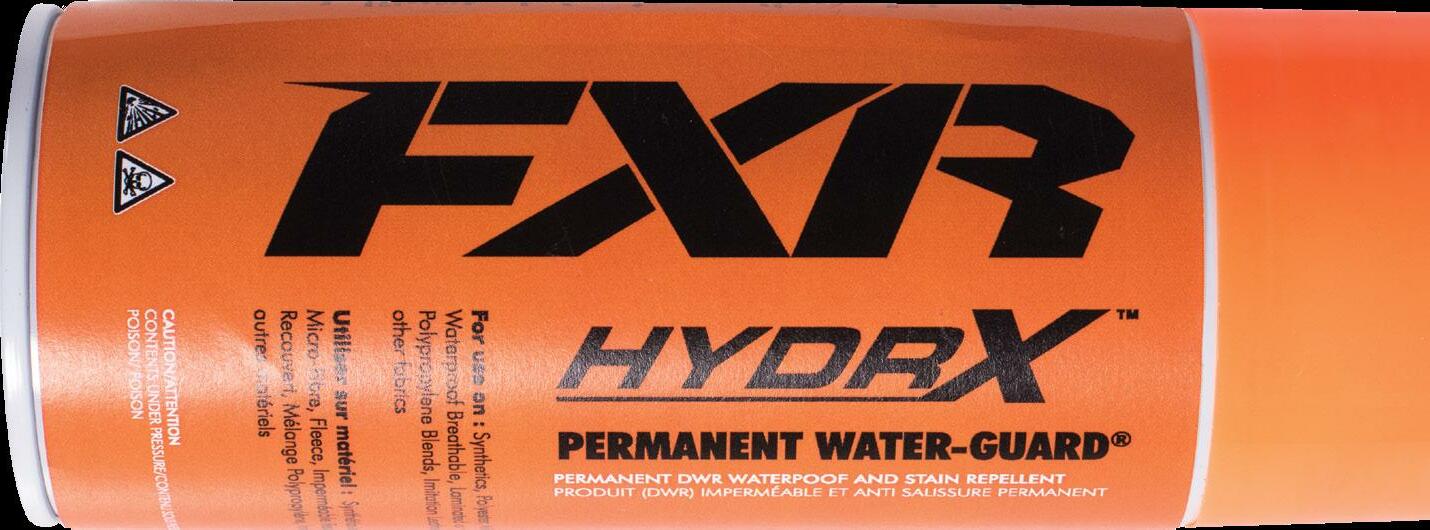 FXR
HYDRX™
PERMANENT WATER-GUARD®
PERMANENT DWR WATERPOOF AND STAIN REPELLENT
PRODUIT (DWR) IMPERMÉABLE ET ANTI SALISSURE PERMANENT
For use on : Synthetics,
Waterproof Breathable,
Polypropylene Blends, Imitation
other fabrics
Utiliser sur matériel :
Micro-fibre, Fleece,
Recouvert, Mélange
autres matériels
CAUTION/ATTENTION
CONTENTS UNDER PRESSURE/
POISON/POISON